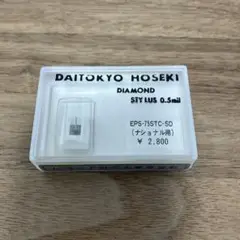 DAITOKYO HOSEKI
DIAMOND
STYLUS 0.5mil
EPS-75STC-SD
(ナショナル用)
¥ 2,800